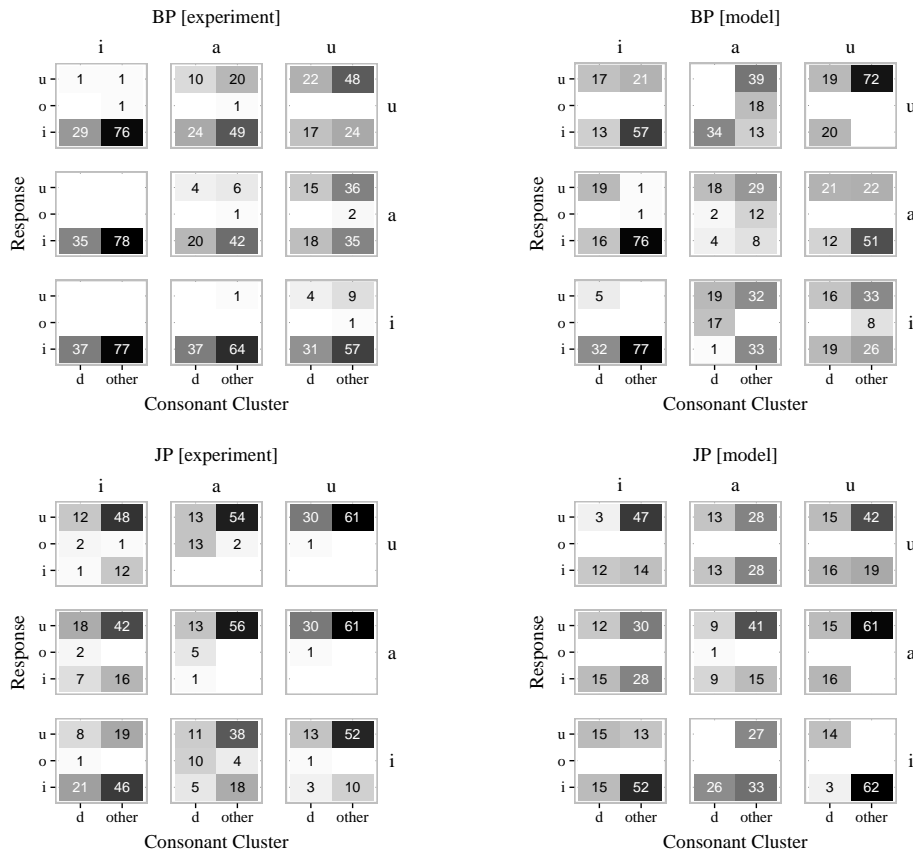 BP [experiment]
i a u
u 1 1 10 20 22 48
o 1 1 u
i 29 76 24 49 17 24
u 4 6 15 36
o 1 2 a
i 35 78 20 42 18 35
u 1 4 9
o 1 i
i 37 77 37 64 31 57
d other d other d other
Response
Consonant Cluster
BP [model]
i a u
u 17 21 39 19 72
o 18 u
i 13 57 34 13 20
u 19 1 18 29 21 22
o 1 2 12 a
i 16 76 4 8 12 51
u 5 19 32 16 33
o 17 8 i
i 32 77 1 33 19 26
d other d other d other
Response
Consonant Cluster
JP [experiment]
i a u
u 12 48 13 54 30 61
o 2 1 13 2 1 u
i 1 12
u 18 42 13 56 30 61
o 2 5 1 a
i 7 16 1
u 8 19 11 38 13 52
o 1 10 4 1 i
i 21 46 5 18 3 10
d other d other d other
Response
Consonant Cluster
JP [model]
i a u
u 3 47 13 28 15 42
o u
i 12 14 13 28 16 19
u 12 30 9 41 15 61
o 1 a
i 15 28 9 15 16
u 15 13 27 14
o i
i 15 52 26 33 3 62
d other d other d other
Response
Consonant Cluster